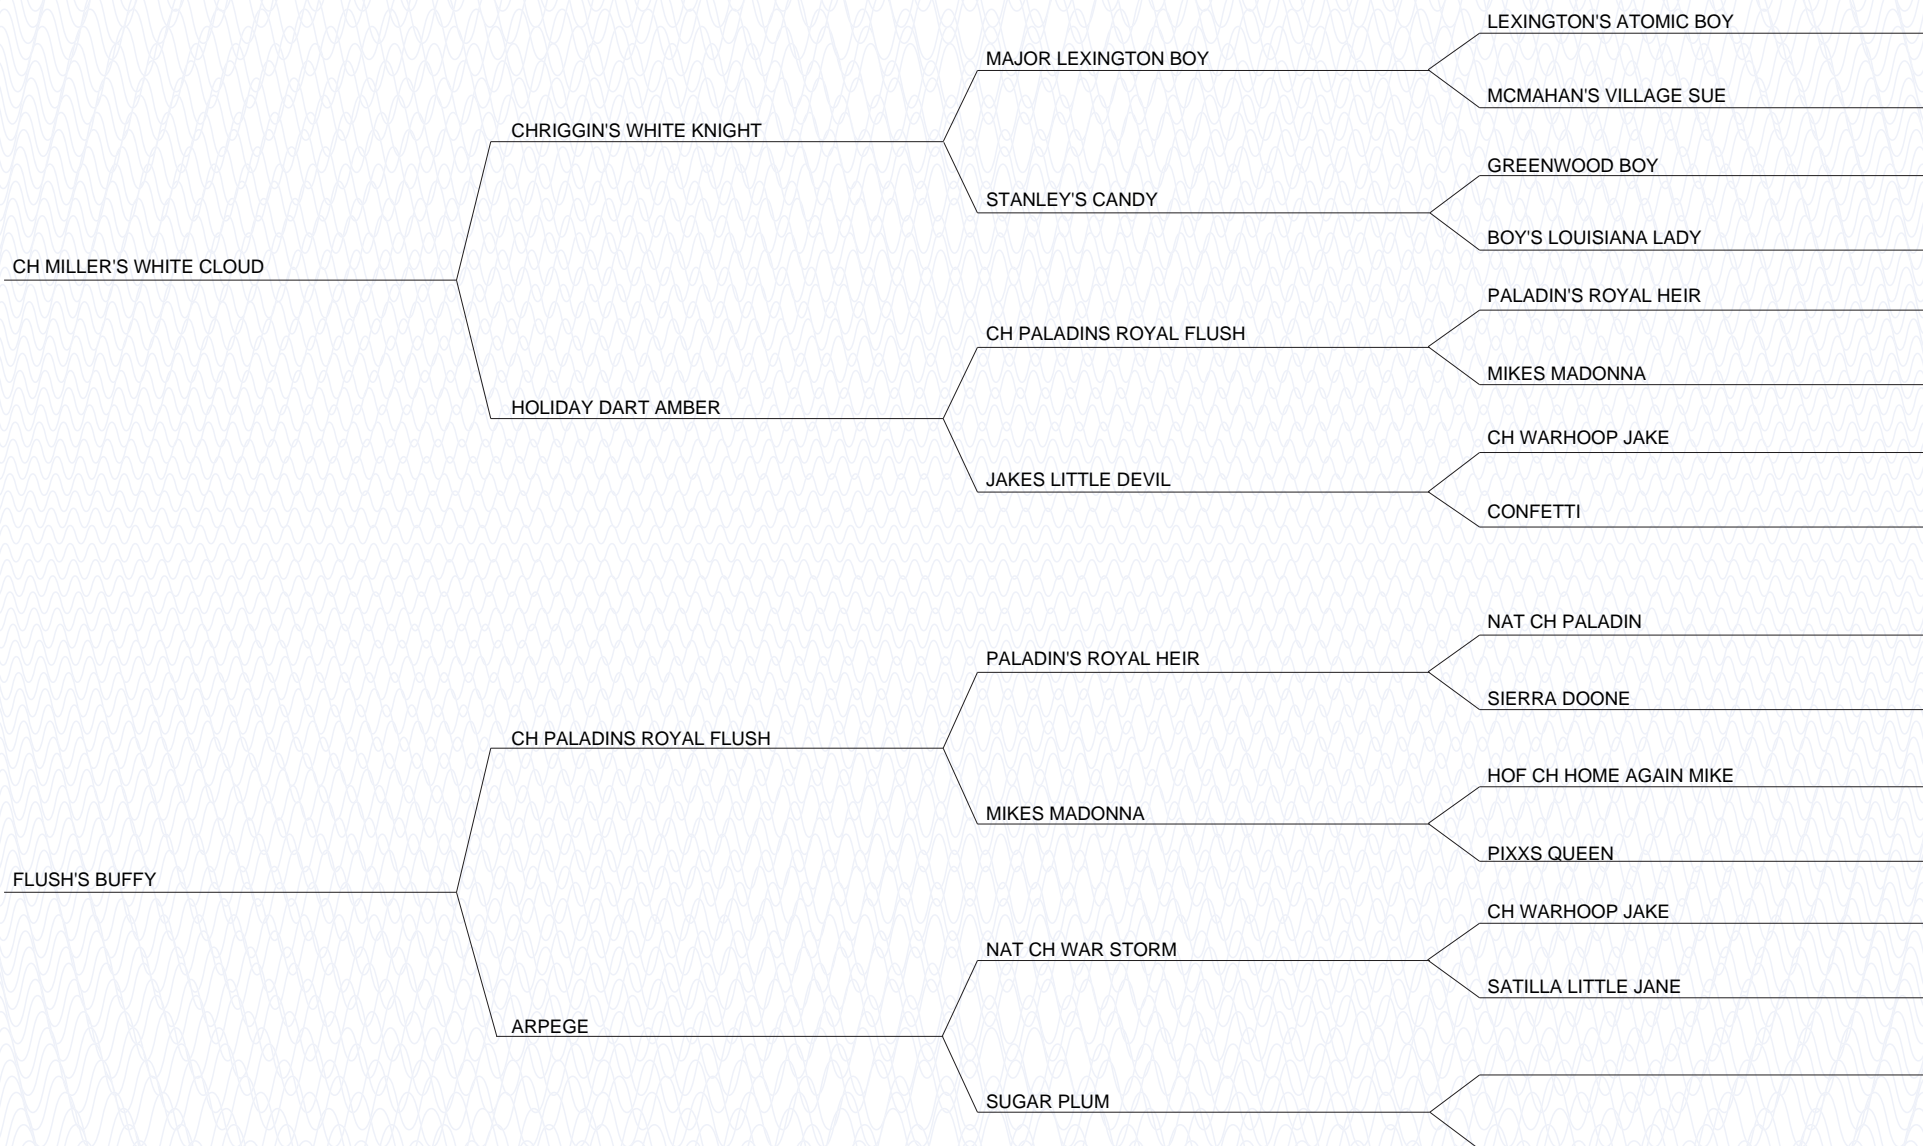 LEXINGTON'S ATOMIC BOY
MAJOR LEXINGTON BOY
MCMAHAN'S VILLAGE SUE
CHRIGGIN'S WHITE KNIGHT
GREENWOOD BOY
STANLEY'S CANDY
BOY'S LOUISIANA LADY
CH MILLER'S WHITE CLOUD
PALADIN'S ROYAL HEIR
CH PALADINS ROYAL FLUSH
MIKES MADONNA
HOLIDAY DART AMBER
CH WARHOOP JAKE
JAKES LITTLE DEVIL
CONFETTI
NAT CH PALADIN
PALADIN'S ROYAL HEIR
SIERRA DOONE
CH PALADINS ROYAL FLUSH
HOF CH HOME AGAIN MIKE
MIKES MADONNA
PIXXS QUEEN
FLUSH'S BUFFY
CH WARHOOP JAKE
NAT CH WAR STORM
SATILLA LITTLE JANE
ARPEGE
SUGAR PLUM